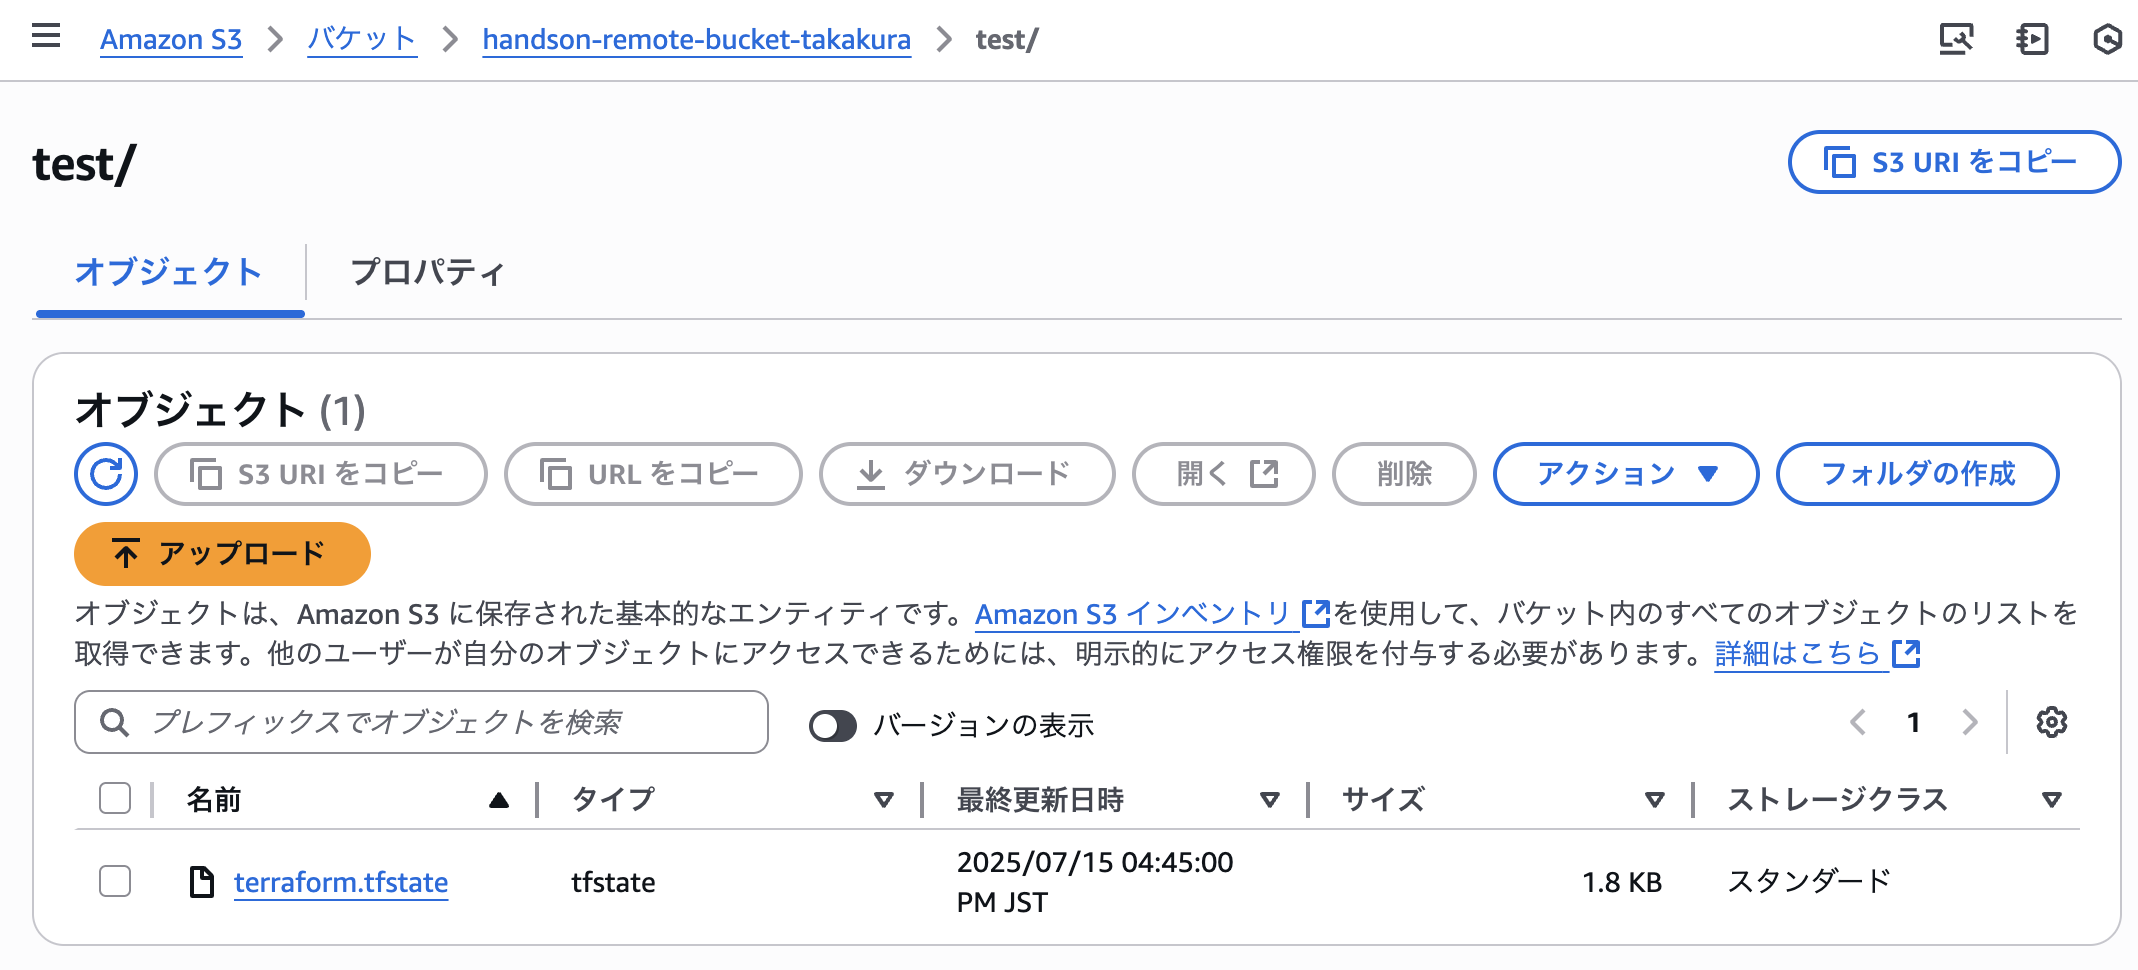 Amazon S3 > バケット > handson-remote-bucket-takakura > test/
test/
S3 URI をコピー
オブジェクト プロパティ
オブジェクト (1)
S3 URI をコピー URL をコピー ダウンロード 開く 削除 アクション フォルダの作成
アップロード
オブジェクトは、Amazon S3 に保存された基本的なエンティティです。Amazon S3 インベントリ を使用して、バケット内のすべてのオブジェクトのリストを
取得できます。他のユーザーが自分のオブジェクトにアクセスできるためには、明示的にアクセス権限を付与する必要があります。詳細はこちら
プレフィックスでオブジェクトを検索 バージョンの表示 1
名前 タイプ 最終更新日時 サイズ ストレージクラス
terraform.tfstate tfstate 2025/07/15 04:45:00 1.8 KB スタンダード
PM JST